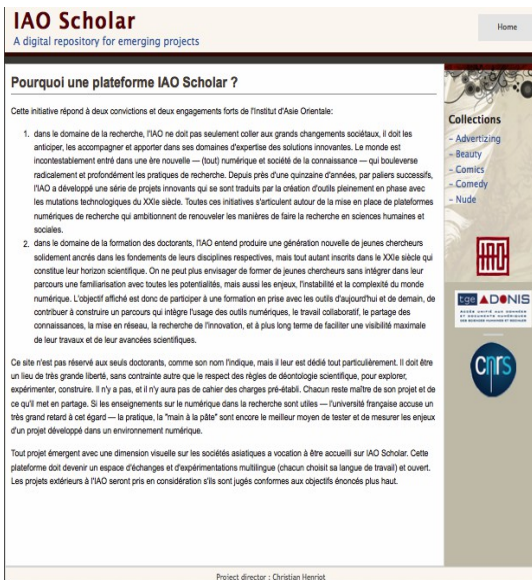 IAO Scholar
A digital repository for emerging projects
Home
Pourquoi une plateforme IAO Scholar ?
Cette initiative répond à deux convictions et deux engagements forts de l'Institut d'Asie Orientale:
1. dans le domaine de la recherche, l'IAO ne doit pas seulement coller aux grands changements sociétaux, il doit les
anticiper, les accompagner et apporter dans ses domaines d'expertise des solutions innovantes. Le monde est
incontestablement entré dans une ère nouvelle — (tout) numérique et société de la connaissance — qui bouleverse
radicalement et profondément les pratiques de recherche. Depuis près d'une quinzaine d'années, par paliers successifs,
l'IAO a développé une série de projets innovants qui se sont traduits par la création d'outils pleinement en phase avec
les mutations technologiques du XXIe siècle. Toutes ces initiatives s'articulent autour de la mise en place de plateformes
numériques de recherche qui ambitionnent de renouveler les manières de faire la recherche en sciences humaines et
sociales.
2. dans le domaine de la formation des doctorants, l'IAO entend produire une génération nouvelle de jeunes chercheurs
solidement ancrés dans les fondements de leurs disciplines respectives, mais tout autant inscrits dans le XXIe siècle qui
constitue leur horizon scientifique. On ne peut plus envisager de former de jeunes chercheurs sans intégrer dans leur
parcours une familiarisation avec toutes les potentialités, mais aussi les enjeux, l'instabilité et la complexité du monde
numérique. L'objectif affiché est donc de participer à une formation en prise avec les outils d'aujourd'hui et de demain, de
contribuer à construire un parcours qui intègre l'usage des outils numériques, le travail collaboratif, le partage des
connaissances, la mise en réseau, la recherche de l'innovation, et à plus long terme de faciliter une visibilité maximale
de leur travaux et de leur avancées scientifiques.
Ce site n'est pas réservé aux seuls doctorants, comme son nom l'indique, mais il leur est dédié tout particulièrement. Il doit être
un lieu de très grande liberté, sans contrainte autre que le respect des règles de déontologie scientifique, pour explorer,
expérimenter, construire. Il n'y a pas, et il n'y aura pas de cahier des charges pré-établi. Chacun reste maître de son projet et de
ce qu'il met en partage. Si les enseignements sur le numérique dans la recherche sont utiles — l'université française accuse un
très grand retard à cet égard — la pratique, la "main à la pâte" sont encore le meilleur moyen de tester et de mesurer les enjeux
d'un projet développé dans un environnement numérique.
Tout projet émergent avec une dimension visuelle sur les sociétés asiatiques a vocation à être accueilli sur IAO Scholar. Cette
plateforme doit devenir un espace d'échanges et d'expérimentations multilingue (chacun choisit sa langue de travail) et ouvert.
Les projets extérieurs à l'IAO seront pris en considération s'ils sont jugés conformes aux objectifs énoncés plus haut.
Collections
- Advertizing
- Beauty
- Comics
- Comedy
- Nude
IAO
tge ADONIS
cnrs
Project director : Christian Henriot